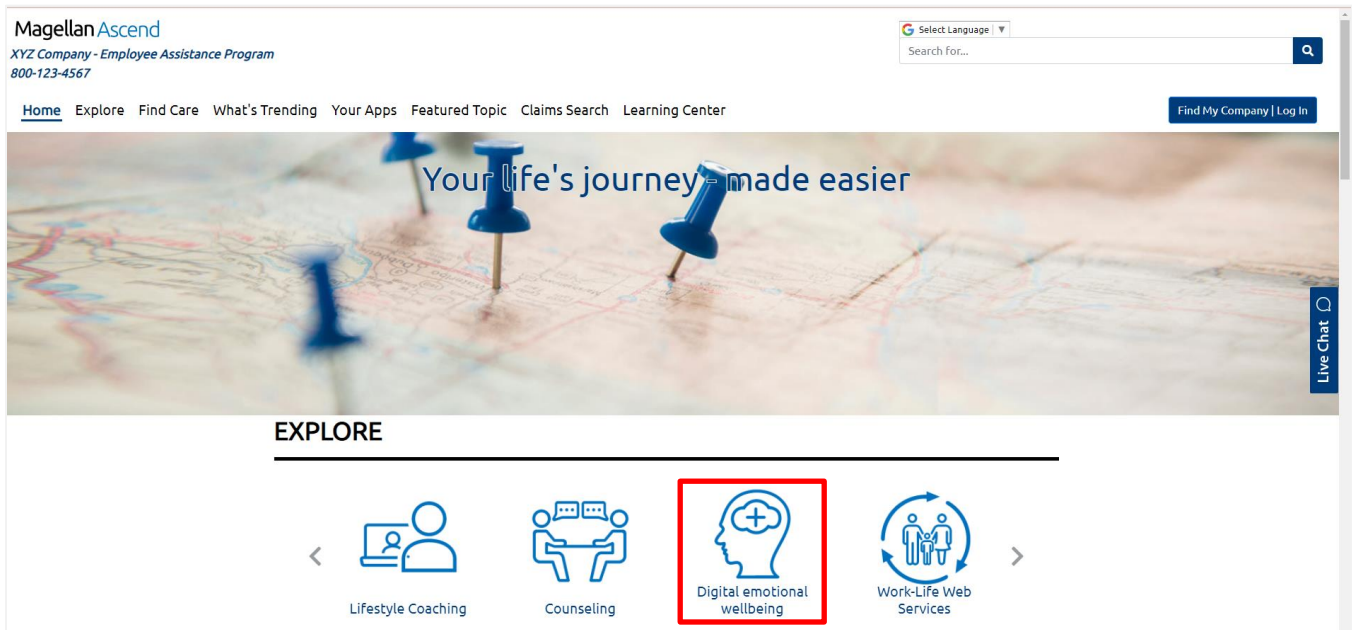 Magellan Ascend
XYZ Company - Employee Assistance Program
800-123-4567
Select Language ▼
Search for...
Home Explore Find Care What's Trending Your Apps Featured Topic Claims Search Learning Center
Find My Company | Log In
Your life's journey - made easier
Live Chat
EXPLORE
Lifestyle Coaching
Counseling
Digital emotional
wellbeing
Work-Life Web
Services